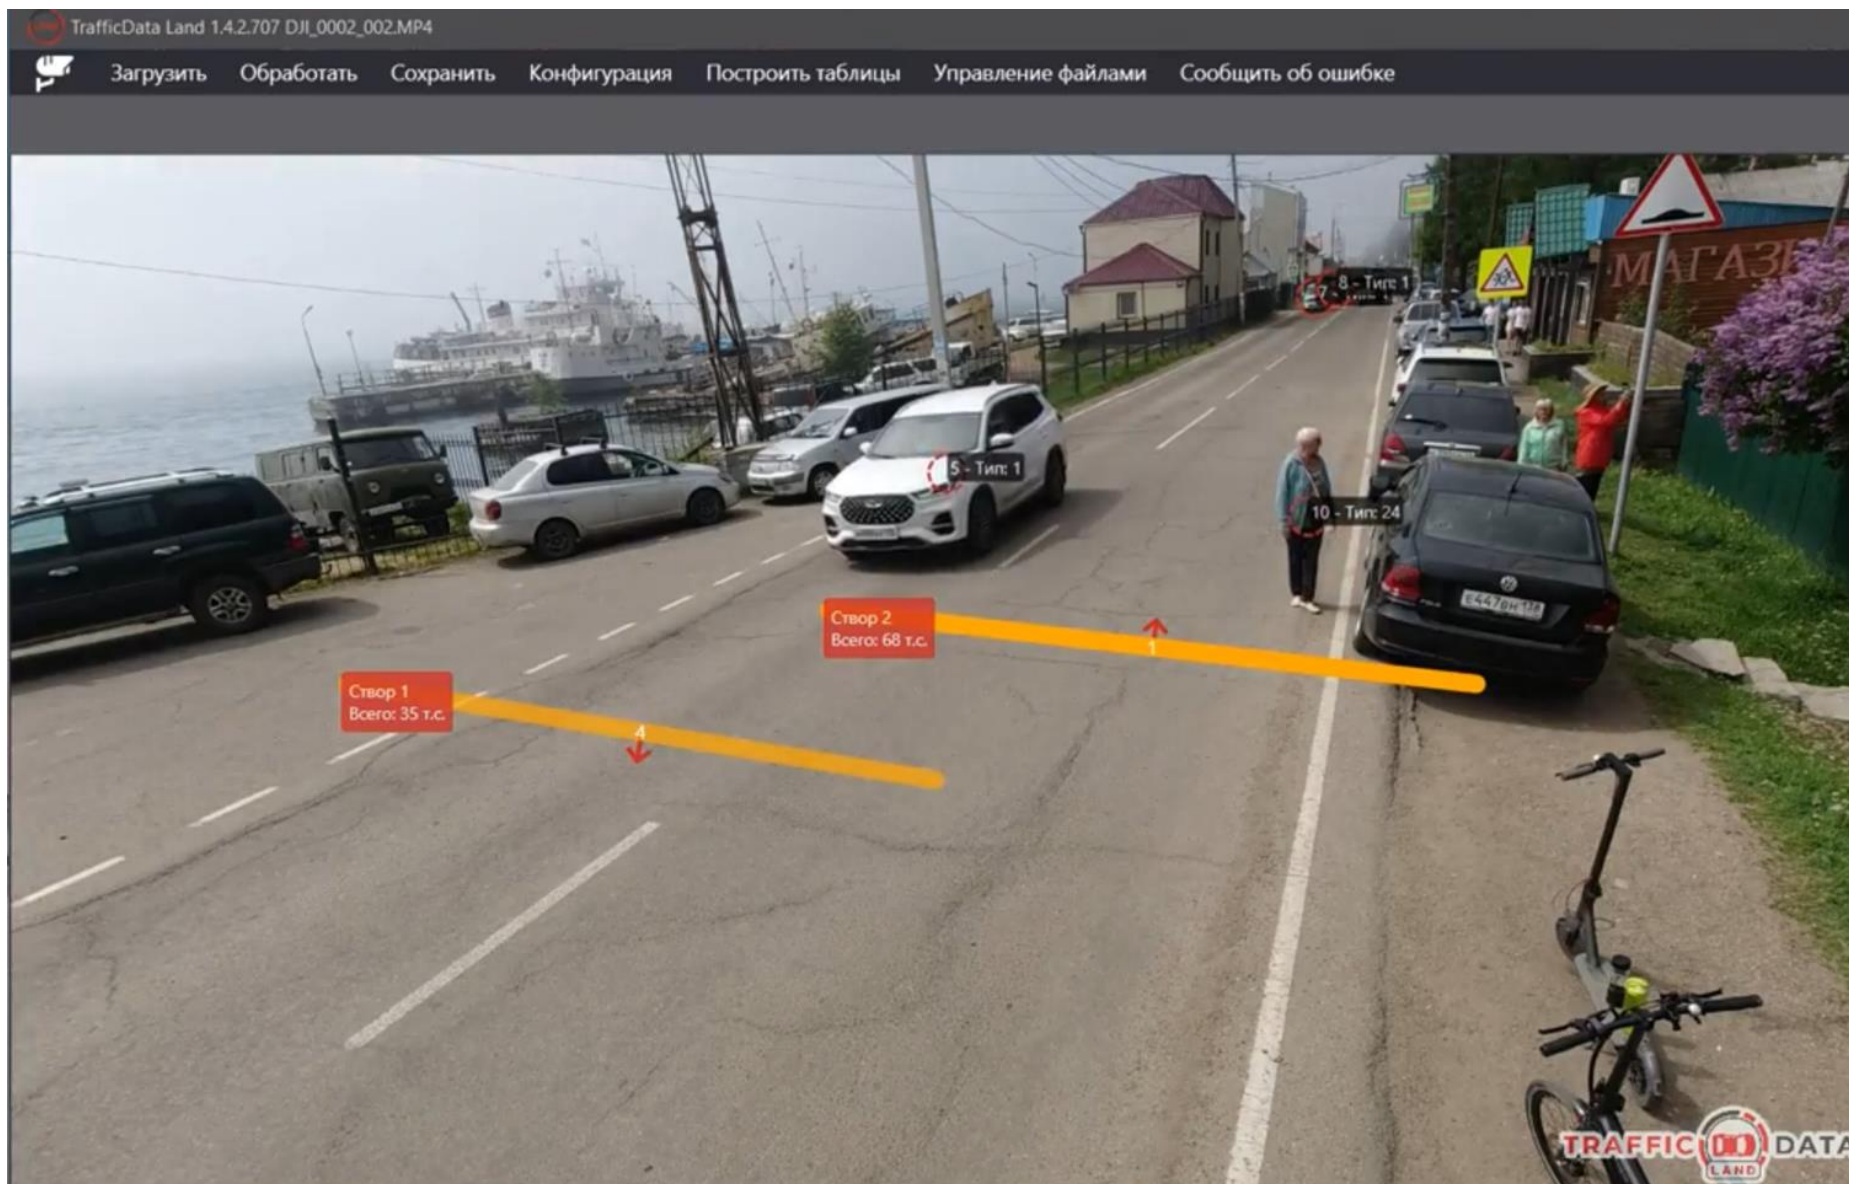 TrafficData Land 1.4.2.707 DJI_0002_002.MP4
Загрузить Обработать Сохранить Конфигурация Построить таблицы Управление файлами Сообщить об ошибке
МАГАЗ
8 - Тип: 1
5 - Тип: 1
10 - Тип: 24
Е447ВН138
Створ 2
Всего: 68 т.с.
1
Створ 1
Всего: 35 т.с.
4
TRAFFIC DATA
LAND